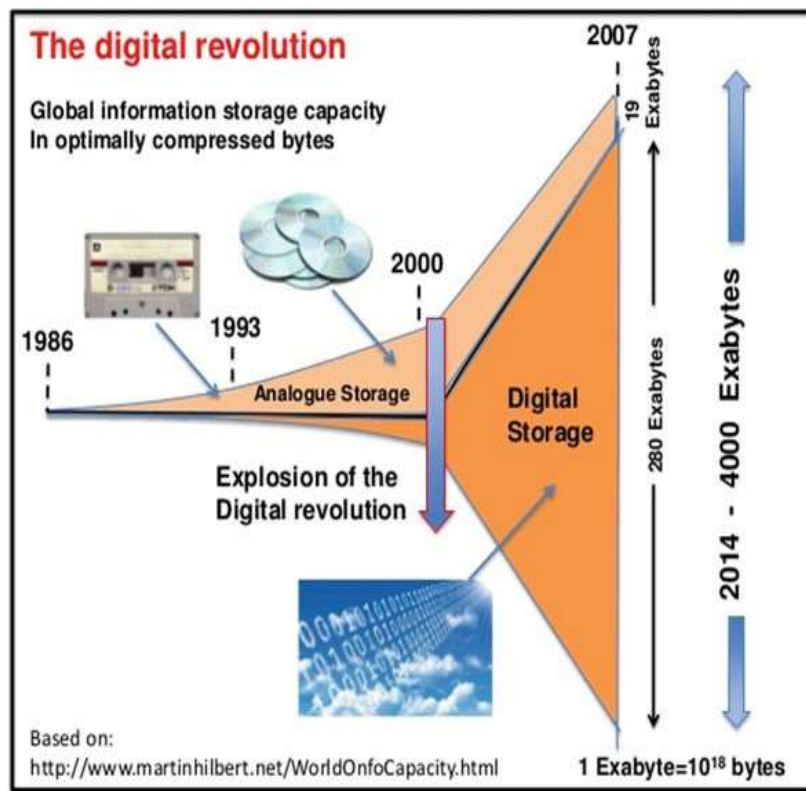 The digital revolution
Global information storage capacity
In optimally compressed bytes
2007
19
Exabytes
2000
1993
1986
Analogue Storage
Digital
Storage
280 Exabytes
2014 - 4000 Exabytes
Explosion of the
Digital revolution
Based on:
http://www.martinhilbert.net/WorldOnfoCapacity.html
1 Exabyte=10¹⁸ bytes